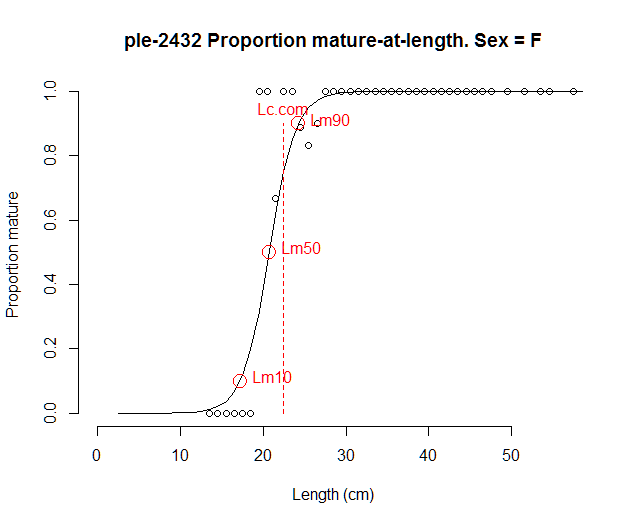 ple-2432 Proportion mature-at-length. Sex = F
Proportion mature
1.0
0.8
0.6
0.4
0.2
0.0
Lc.com
Lm90
Lm50
Lm10
0 10 20 30 40 50
Length (cm)